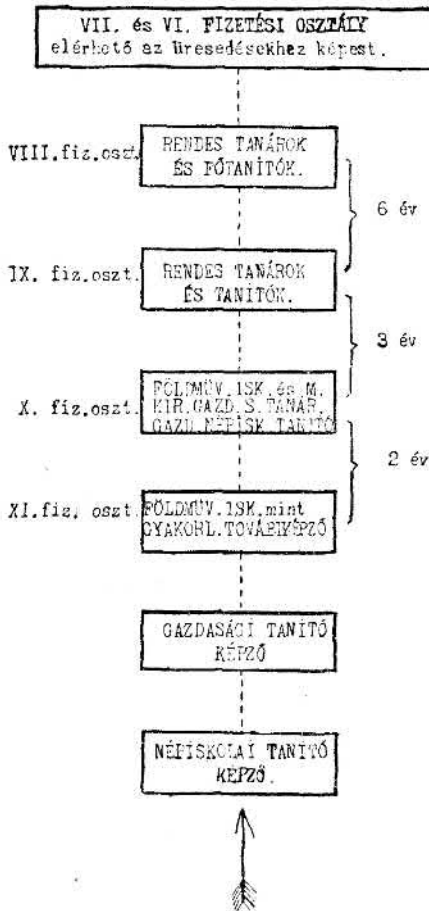 VII. és VI. FIZETÉSI OSZTÁLY
elérhető az üresedésekhez képest.
VIII.fiz.oszt.
RENDES TANÁROK
ÉS FŐTANÍTÓK.
6 év
IX. fiz.oszt.
RENDES TANÁROK
ÉS TANÍTÓK.
3 év
X. fiz.oszt.
FÖLDMÜV.ISK.és M.
KIR.GAZD.S.TANÁR.
GAZD.NÉPISK.TANÍTÓ
2 év
XI.fiz. oszt.
FÖLDMÜV.ISK.mint
GYAKORL.TOVÁBBKÉPZŐ
GAZDASÁGI TANÍTÓ
KÉPZŐ
NÉPISKOLAI TANÍTÓ
KÉPZŐ.